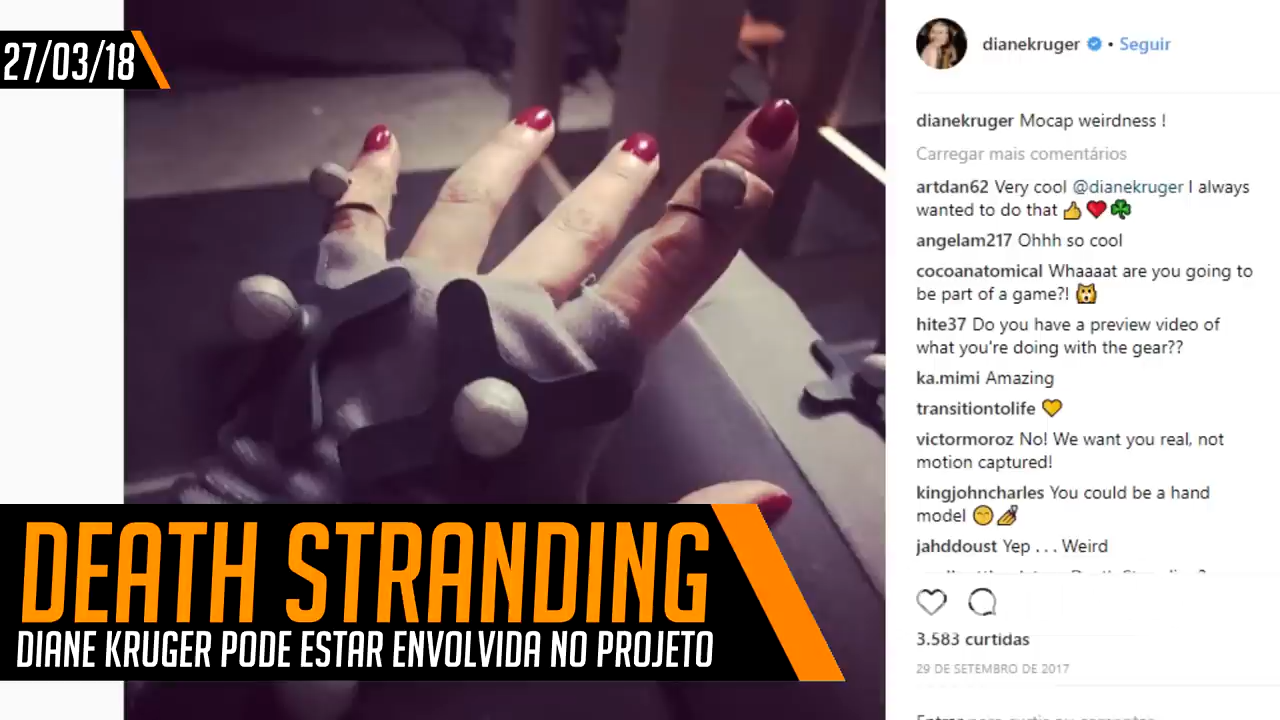 27/03/18
dianekruger • Seguir
dianekruger Mocap weirdness !
Carregar mais comentários
artdan62 Very cool @dianekruger I always
wanted to do that 👍❤️☘️
angelam217 Ohhh so cool
cocoanatomical Whaaaat are you going to
be part of a game?! 🙀
hite37 Do you have a preview video of
what you're doing with the gear??
ka.mimi Amazing
transitiontolife 💛
victormoroz No! We want you real, not
motion captured!
kingjohncharles You could be a hand
model 😁💅
jahddoust Yep . . . Weird
3.583 curtidas
29 DE SETEMBRO DE 2017
DEATH STRANDING
DIANE KRUGER PODE ESTAR ENVOLVIDA NO PROJETO